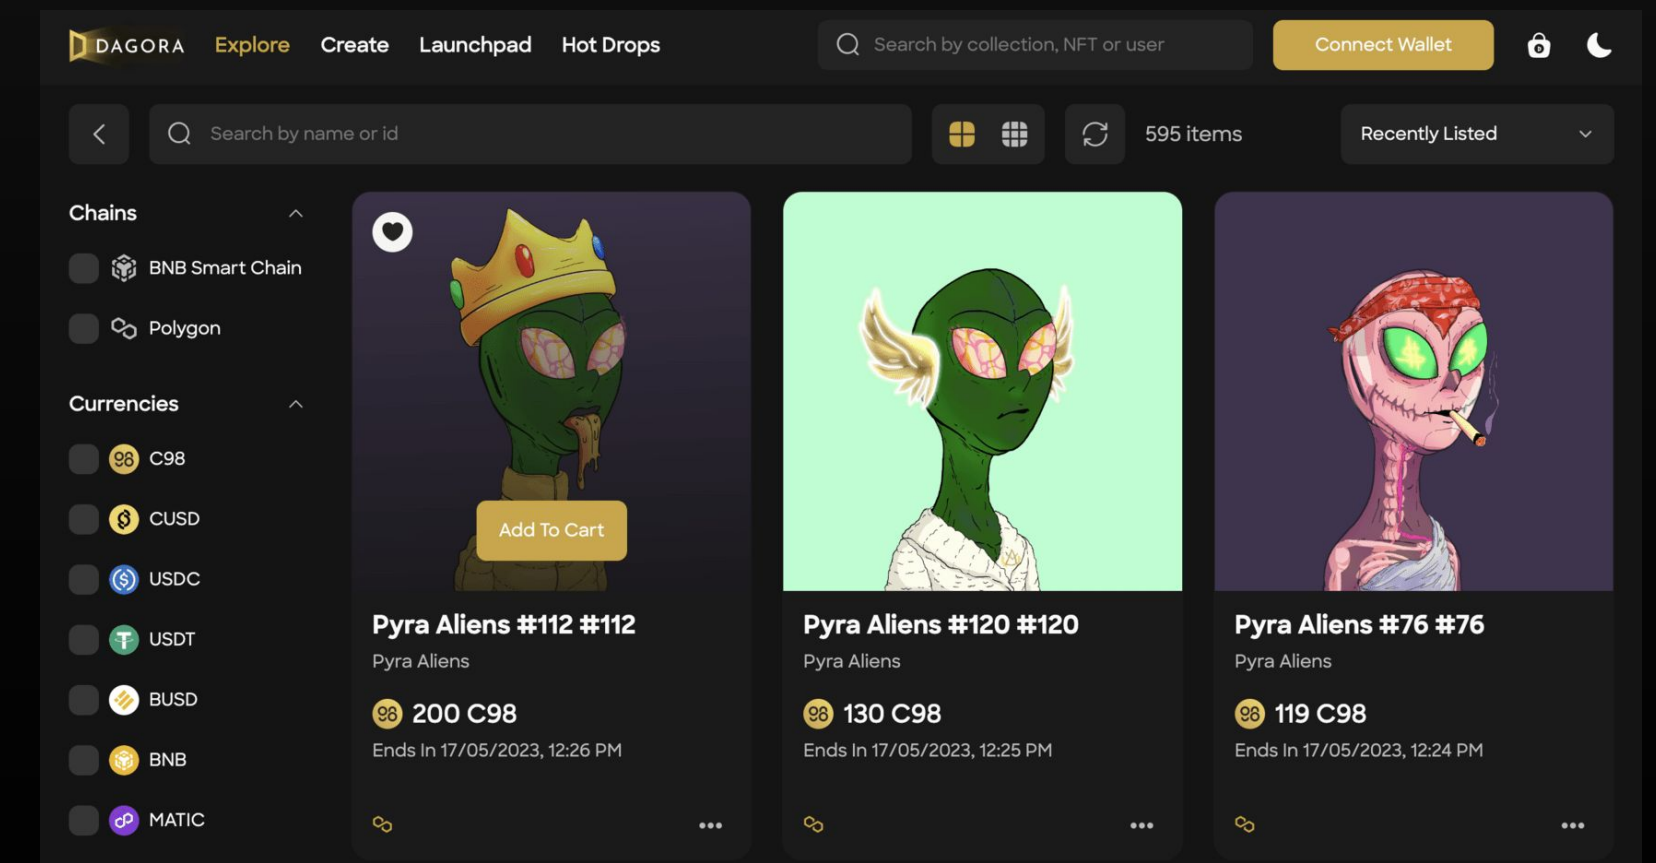 DAGORA
Explore
Create
Launchpad
Hot Drops
Search by collection, NFT or user
Connect Wallet
Search by name or id
595 items
Recently Listed
Chains
BNB Smart Chain
Polygon
Currencies
C98
CUSD
USDC
USDT
BUSD
BNB
MATIC
Add To Cart
Pyra Aliens #112 #112
Pyra Aliens
98 200 C98
Ends In 17/05/2023, 12:26 PM
Pyra Aliens #120 #120
Pyra Aliens
98 130 C98
Ends In 17/05/2023, 12:25 PM
Pyra Aliens #76 #76
Pyra Aliens
98 119 C98
Ends In 17/05/2023, 12:24 PM